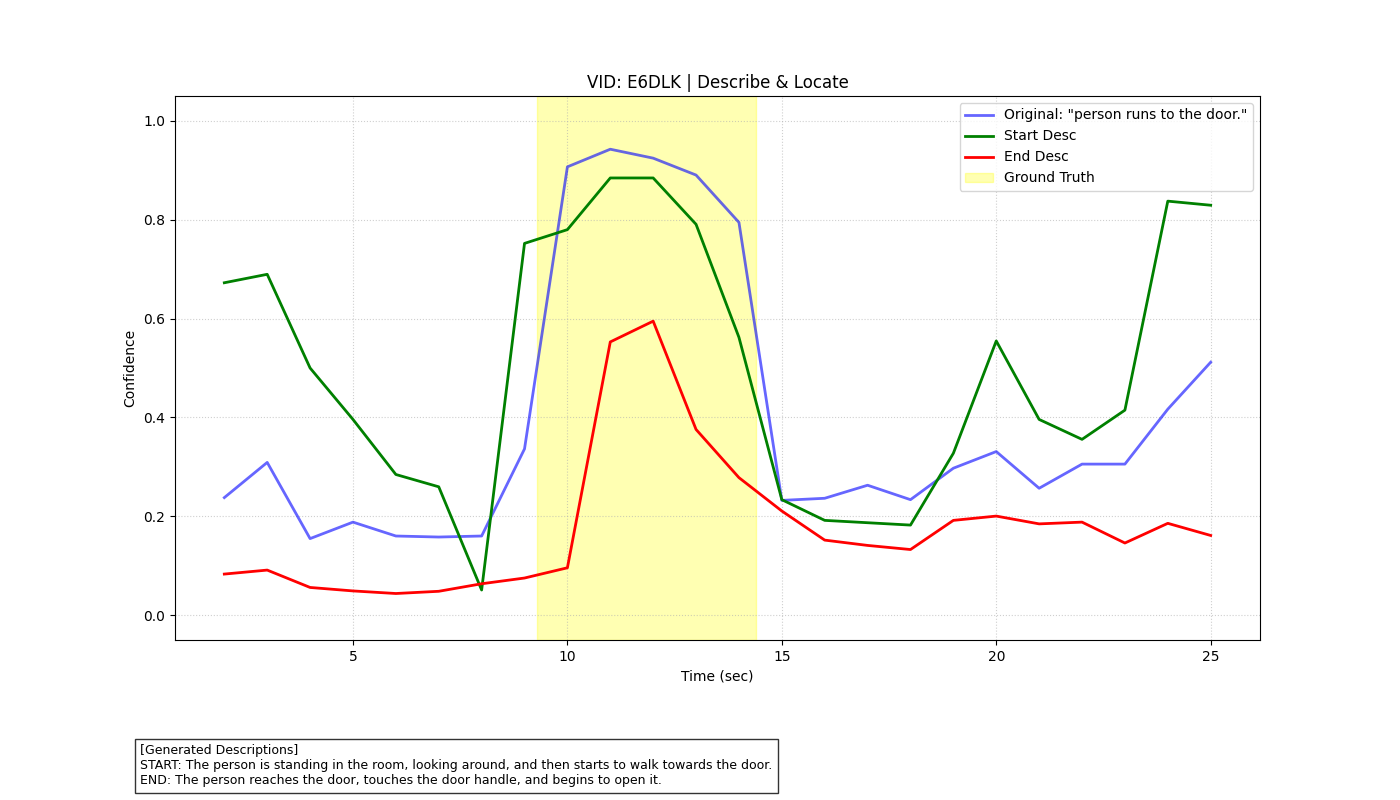 VID: E6DLK | Describe & Locate
Original: "person runs to the door."
Start Desc
End Desc
Ground Truth
Confidence
1.0
0.8
0.6
0.4
0.2
0.0
5
10
15
20
25
Time (sec)
[Generated Descriptions]
START: The person is standing in the room, looking around, and then starts to walk towards the door.
END: The person reaches the door, touches the door handle, and begins to open it.